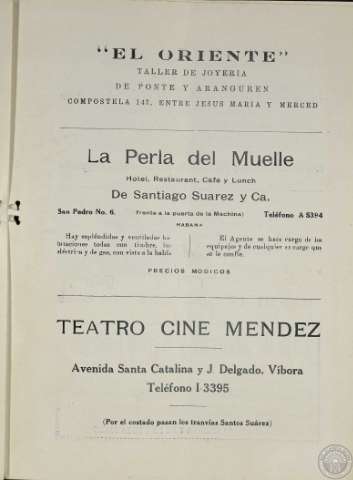 "EL ORIENTE"
TALLER DE JOYERIA
DE PONTE Y ARANGUREN
COMPOSTELA 147, ENTRE JESUS MARIA Y MERCED
La Perla del Muelle
Hotel, Restaurant, Café y Lunch
De Santiago Suarez y Ca.
San Pedro No. 6. frente a la puerta de la Machina) Teléfono A 5394
HABANA
Hay espléndidas y ventiladas ha-
bitaciones todas con timbre, luz
eléctrica y de gas, con vista a la bahía
El Agente se hace cargo de los
equipajes y de cualquier encargo que
se le confíe.
PRECIOS MODICOS
TEATRO CINE MENDEZ
Avenida Santa Catalina y J. Delgado, Víbora
Teléfono I-3395
(Por el costado pasan los tranvías Santos Suárez)